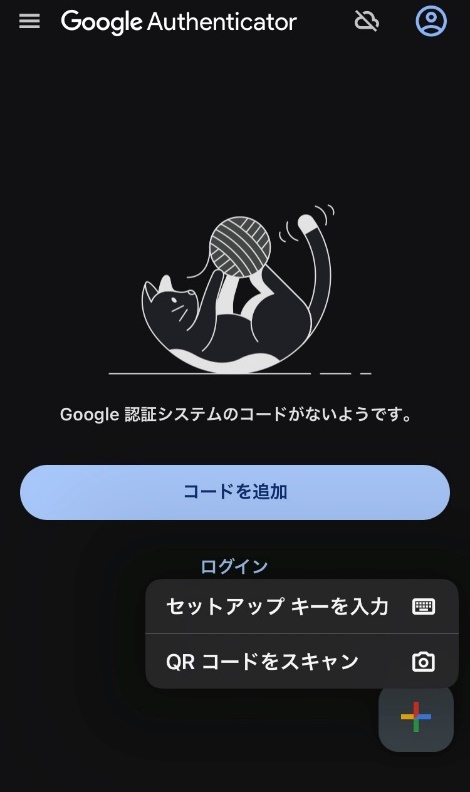 Google Authenticator
Google 認証システムのコードがないようです。
コードを追加
ログイン
セットアップ キーを入力
QR コードをスキャン